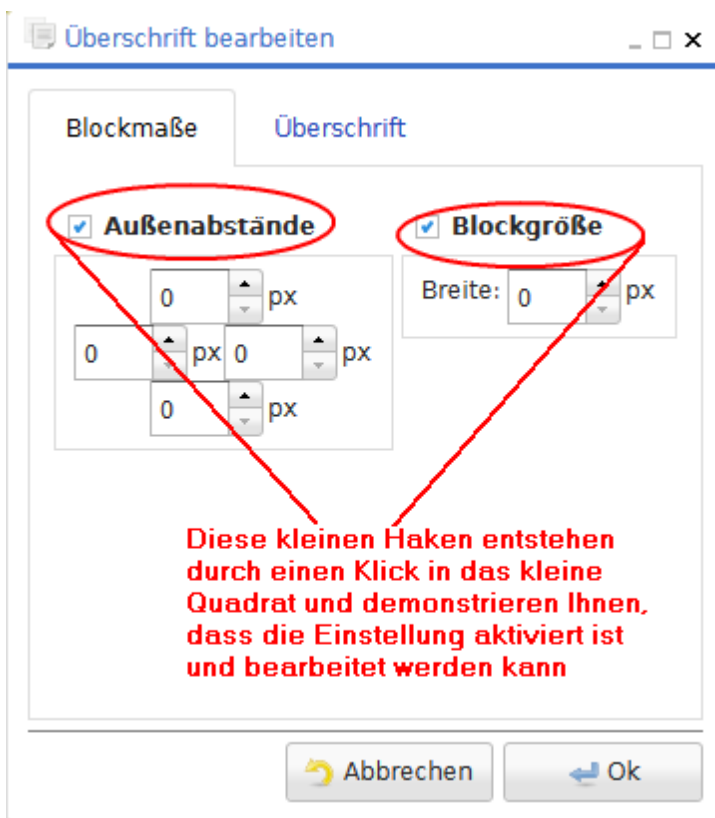 Überschrift bearbeiten
Blockmaße Überschrift
Außenabstände Blockgröße
0 px Breite: 0 px
0 px 0 px
0 px
Diese kleinen Haken entstehen
durch einen Klick in das kleine
Quadrat und demonstrieren Ihnen,
dass die Einstellung aktiviert ist
und bearbeitet werden kann
Abbrechen Ok